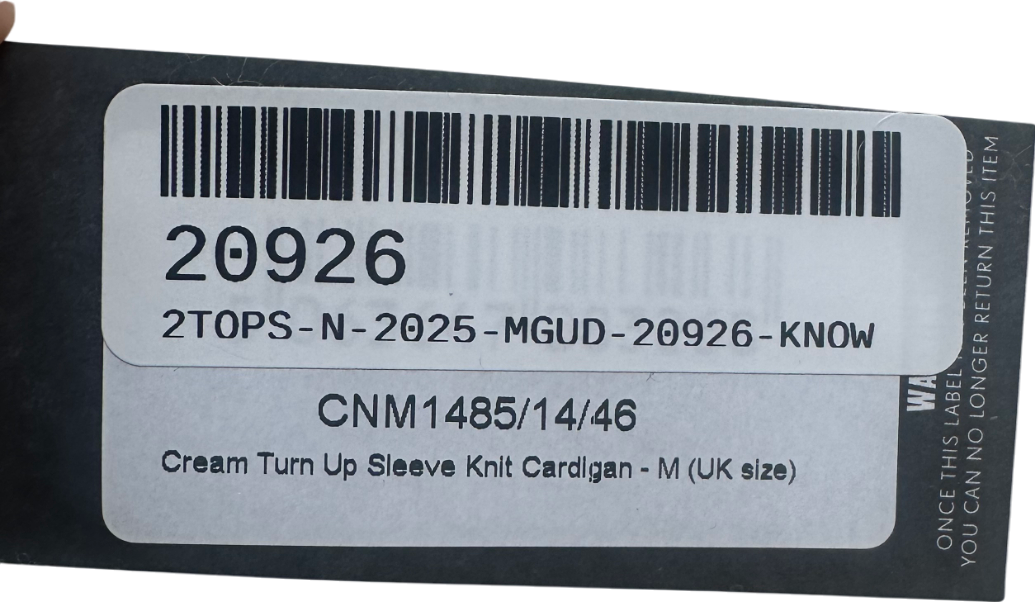 20926
2TOPS-N-2025-MGUD-20926-KNOW
CNM1485/14/46
Cream Turn Up Sleeve Knit Cardigan - M (UK size)
WA
ONCE THIS LABEL
YOU CAN NO LONGER RETURN THIS ITEM